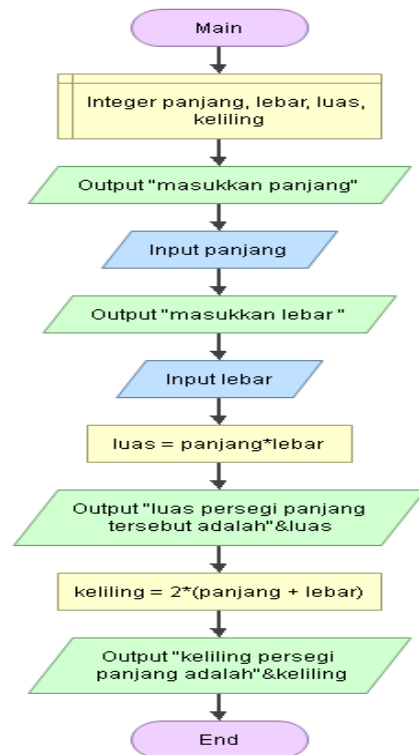 Main
Integer panjang, lebar, luas,
keliling
Output "masukkan panjang"
Input panjang
Output "masukkan lebar "
Input lebar
luas = panjang*lebar
Output "luas persegi panjang
tersebut adalah"&luas
keliling = 2*(panjang + lebar)
Output "keliling persegi
panjang adalah"&keliling
End